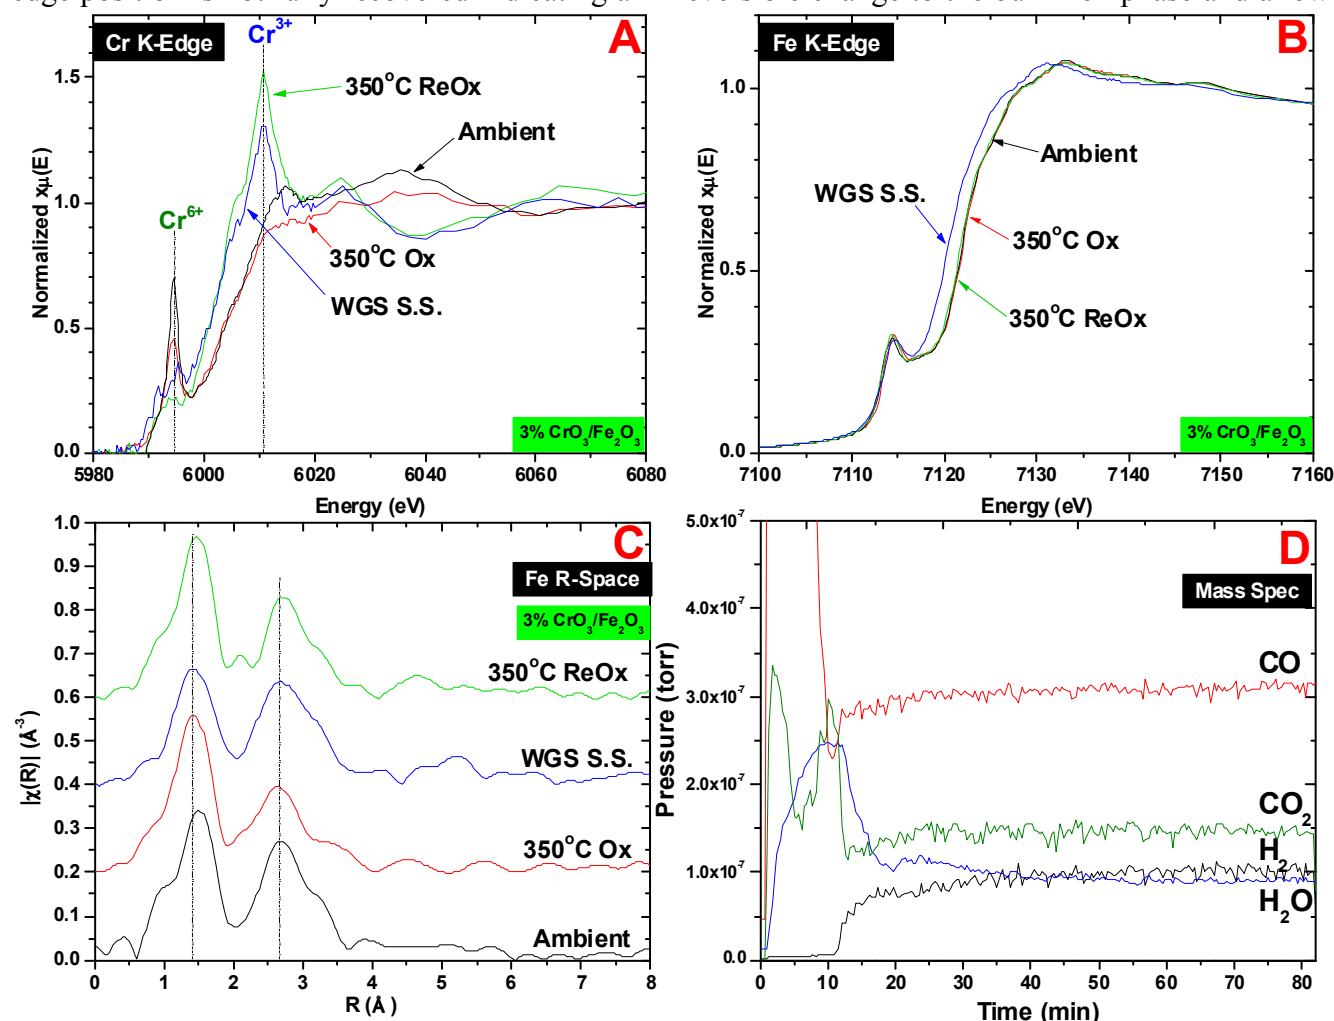 Cr K-Edge
Cr3+
A
350°C ReOx
Ambient
Cr6+
350°C Ox
WGS S.S.
3% CrO3/Fe2O3
Normalized xμ(E)
0.0
0.5
1.0
1.5
5980
6000
6020
6040
6060
6080
Energy (eV)
Fe K-Edge
B
Ambient
WGS S.S.
350°C Ox
350°C ReOx
3% CrO3/Fe2O3
Normalized xμ(E)
0.0
0.5
1.0
7100
7110
7120
7130
7140
7150
7160
Energy (eV)
C
Fe R-Space
3% CrO3/Fe2O3
350°C ReOx
WGS S.S.
350°C Ox
Ambient
|χ(R)| (Å-3)
1.0
0.9
0.8
0.7
0.6
0.5
0.4
0.3
0.2
0.1
0.0
0
1
2
3
4
5
6
7
8
R (Å)
D
Mass Spec
CO
CO2
H2
H2O
Pressure (torr)
5.0x10-7
4.0x10-7
3.0x10-7
2.0x10-7
1.0x10-7
0.0
0
10
20
30
40
50
60
70
80
Time (min)